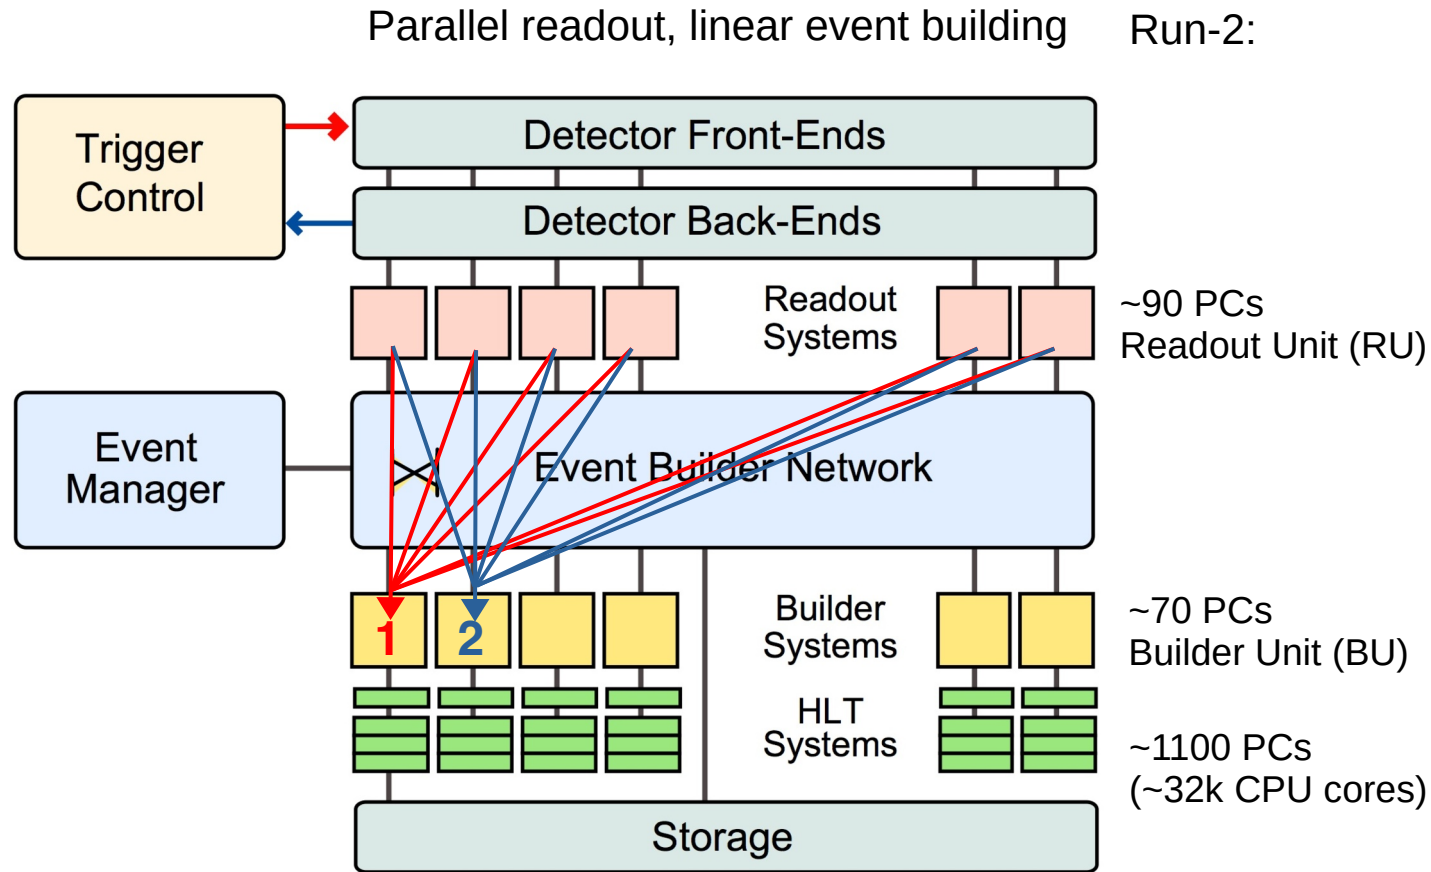 Parallel readout, linear event building
Run-2:
Trigger
Control
Detector Front-Ends
Detector Back-Ends
Readout
Systems
~90 PCs
Readout Unit (RU)
Event
Manager
Event Builder Network
1
2
Builder
Systems
~70 PCs
Builder Unit (BU)
HLT
Systems
~1100 PCs
(~32k CPU cores)
Storage